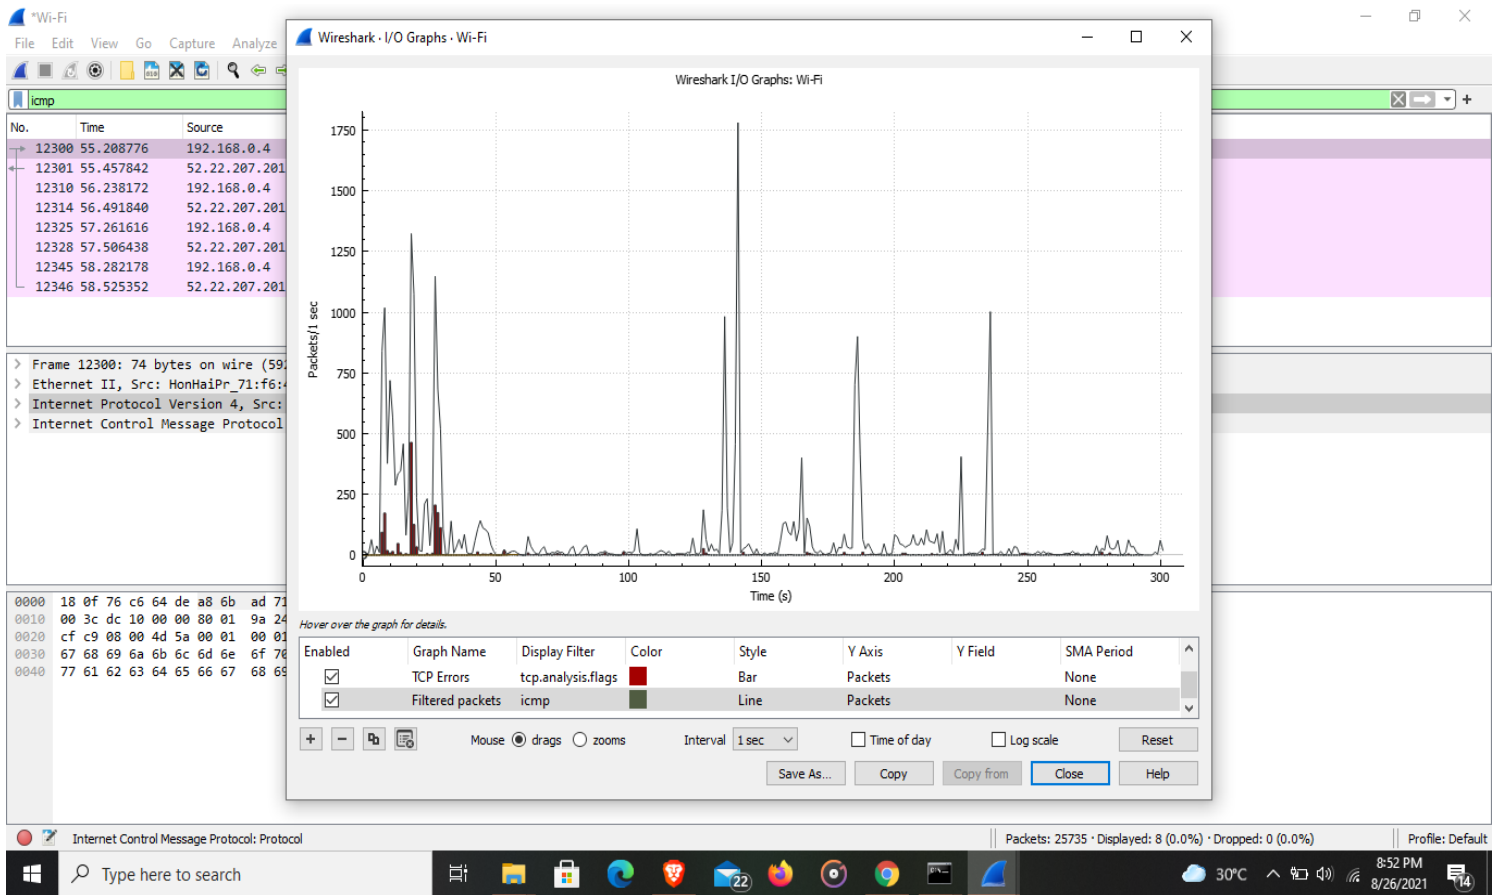 *Wi-Fi
File Edit View Go Capture Analyze
icmp
No. Time Source
12300 55.208776 192.168.0.4
12301 55.457842 52.22.207.201
12310 56.238172 192.168.0.4
12314 56.491840 52.22.207.201
12325 57.261616 192.168.0.4
12328 57.506438 52.22.207.201
12345 58.282178 192.168.0.4
12346 58.525352 52.22.207.201
Frame 12300: 74 bytes on wire (592
Ethernet II, Src: HonHaiPr_71:f6:4
Internet Protocol Version 4, Src:
Internet Control Message Protocol
0000 18 0f 76 c6 64 de a8 6b ad 71
0010 00 3c dc 10 00 00 80 01 9a 24
0020 cf c9 08 00 4d 5a 00 01 00 01
0030 67 68 69 6a 6b 6c 6d 6e 6f 70
0040 77 61 62 63 64 65 66 67 68 69
Wireshark · I/O Graphs · Wi-Fi
Wireshark I/O Graphs: Wi-Fi
Packets/1 sec
1750
1500
1250
1000
750
500
250
0
0 50 100 150 200 250 300
Time (s)
Hover over the graph for details.
Enabled Graph Name Display Filter Color Style Y Axis Y Field SMA Period
TCP Errors tcp.analysis.flags Bar Packets None
Filtered packets icmp Line Packets None
Mouse drags zooms Interval 1 sec Time of day Log scale Reset
Save As... Copy Copy from Close Help
Internet Control Message Protocol: Protocol
Packets: 25735 · Displayed: 8 (0.0%) · Dropped: 0 (0.0%)
Profile: Default
Type here to search
22
30°C
8:52 PM
8/26/2021
14